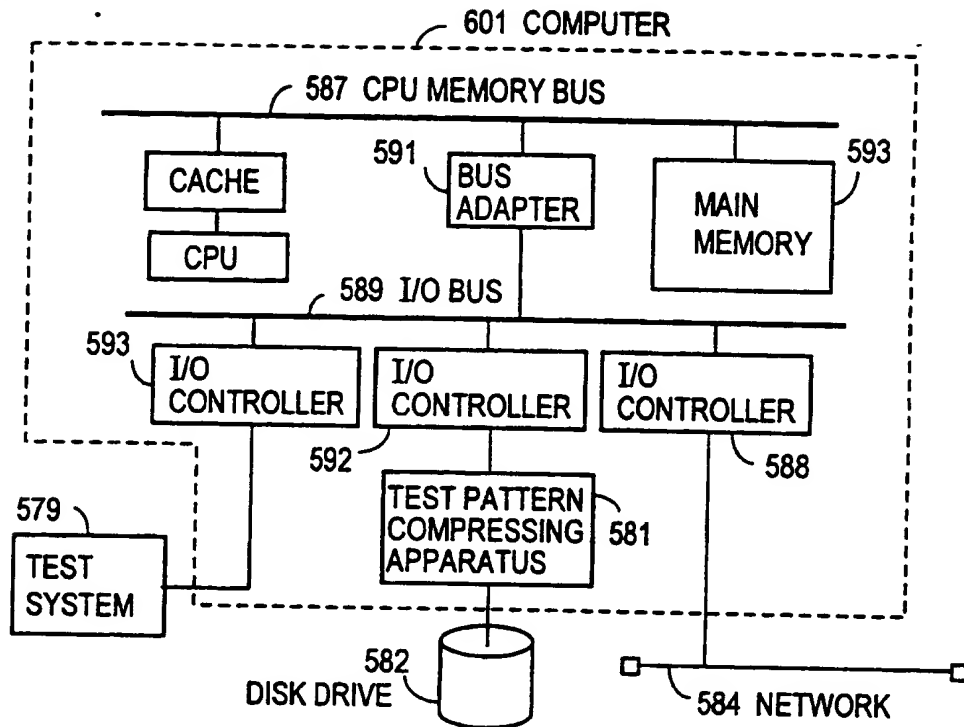 601 COMPUTER
587 CPU MEMORY BUS
591
593
CACHE
BUS
ADAPTER
MAIN
MEMORY
CPU
589 I/O BUS
593
I/O
CONTROLLER
I/O
CONTROLLER
I/O
CONTROLLER
592
588
TEST PATTERN
COMPRESSING
APPARATUS
581
579
TEST
SYSTEM
582
DISK DRIVE
584 NETWORK